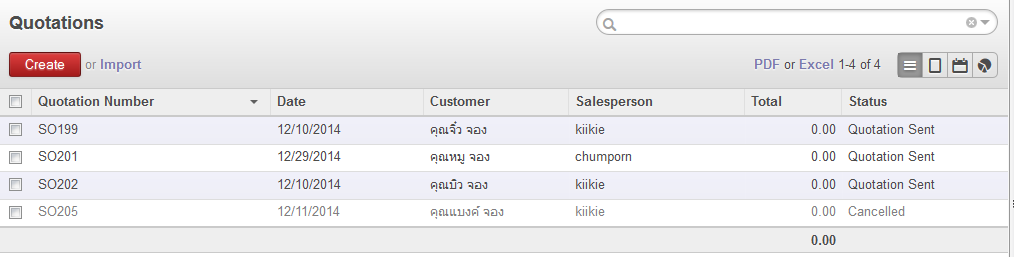 Quotations
Create or Import PDF or Excel 1-4 of 4
Quotation Number Date Customer Salesperson Total Status
SO199 12/10/2014 คุณจิ๋ว จอง kiikie 0.00 Quotation Sent
SO201 12/29/2014 คุณหมู จอง chumporn 0.00 Quotation Sent
SO202 12/10/2014 คุณบิว จอง kiikie 0.00 Quotation Sent
SO205 12/11/2014 คุณแบงค์ จอง kiikie 0.00 Cancelled
0.00